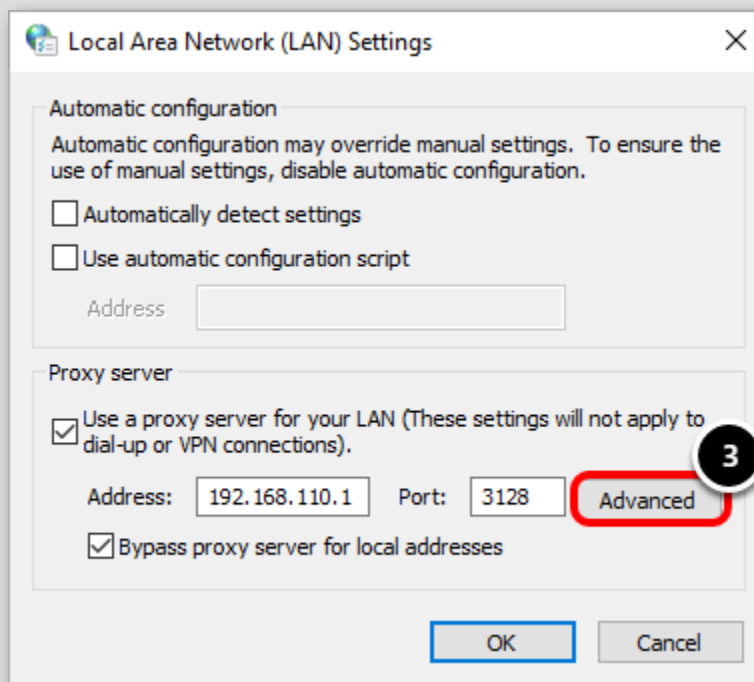 Local Area Network (LAN) Settings
Automatic configuration
Automatic configuration may override manual settings.  To ensure the
use of manual settings, disable automatic configuration.
Automatically detect settings
Use automatic configuration script
Address
Proxy server
Use a proxy server for your LAN (These settings will not apply to
dial-up or VPN connections).
3
Address: 192.168.110.1 Port: 3128 Advanced
Bypass proxy server for local addresses
OK Cancel